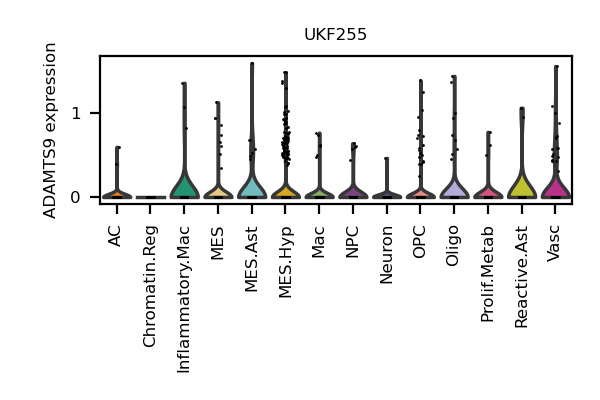 UKF255
ADAMTS9 expression
1
0
AC
Chromatin.Reg
Inflammatory.Mac
MES
MES.Ast
MES.Hyp
Mac
NPC
Neuron
OPC
Oligo
Prolif.Metab
Reactive.Ast
Vasc